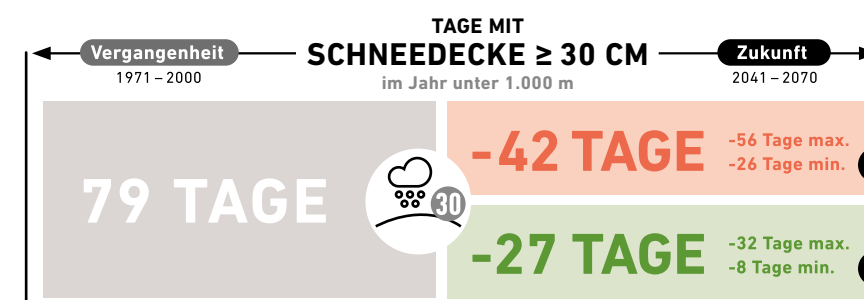 TAGE MIT
Vergangenheit
SCHNEEDECKE ≥ 30 CM
Zukunft
1971 – 2000
im Jahr unter 1.000 m
2041 – 2070
79 TAGE
30
-42 TAGE
-56 Tage max.
-26 Tage min.
-27 TAGE
-32 Tage max.
-8 Tage min.